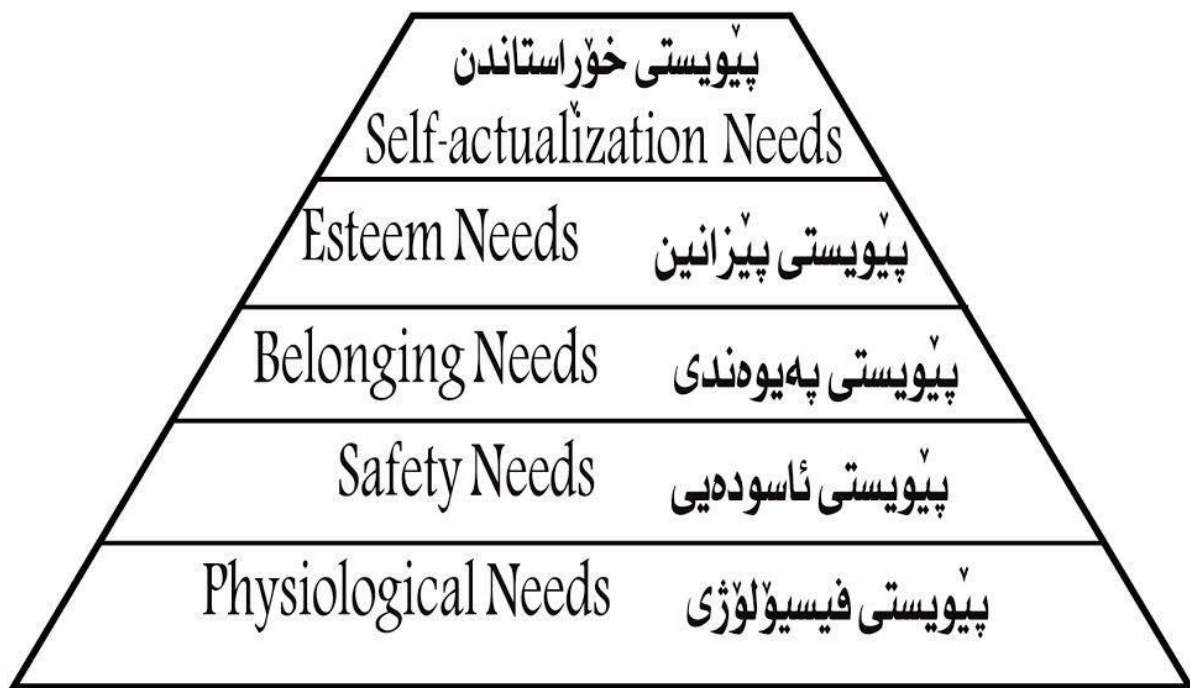 پێویستی خۆڕاستاندن
Self-actualization Needs
Esteem Needs پێویستی پێزانین
Belonging Needs پێویستی پەیوەندی
Safety Needs پێویستی ئاسودەیی
Physiological Needs پێویستی فیسیۆلۆژی